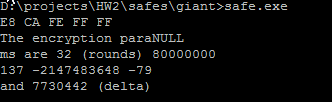 D:\projects\HW2\safes\giant>safe.exe
E8 CA FE FF FF
The encryption paraNULL
ms are 32 (rounds) 80000000
137 -2147483648 -79
and 7730442 (delta)